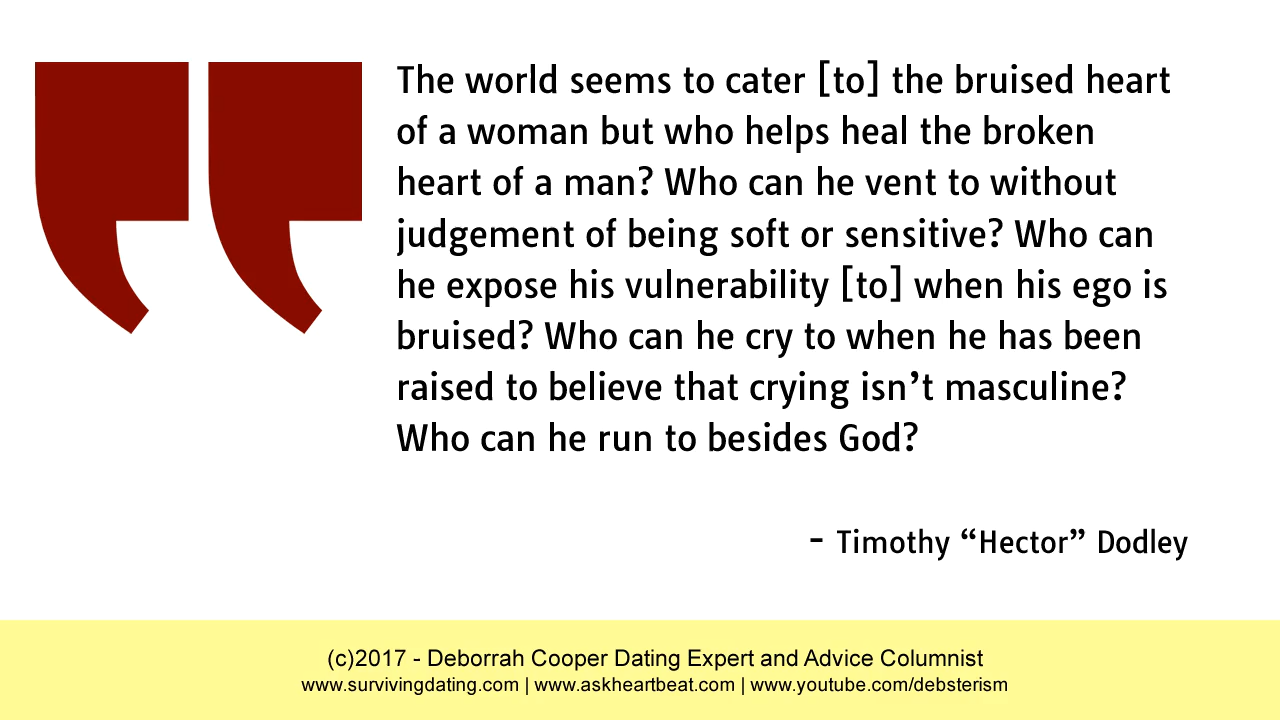 The world seems to cater [to] the bruised heart
of a woman but who helps heal the broken
heart of a man? Who can he vent to without
judgement of being soft or sensitive? Who can
he expose his vulnerability [to] when his ego is
bruised? Who can he cry to when he has been
raised to believe that crying isn’t masculine?
Who can he run to besides God?
- Timothy “Hector” Dodley
(c)2017 - Deborrah Cooper Dating Expert and Advice Columnist
www.survivingdating.com | www.askheartbeat.com | www.youtube.com/debsterism